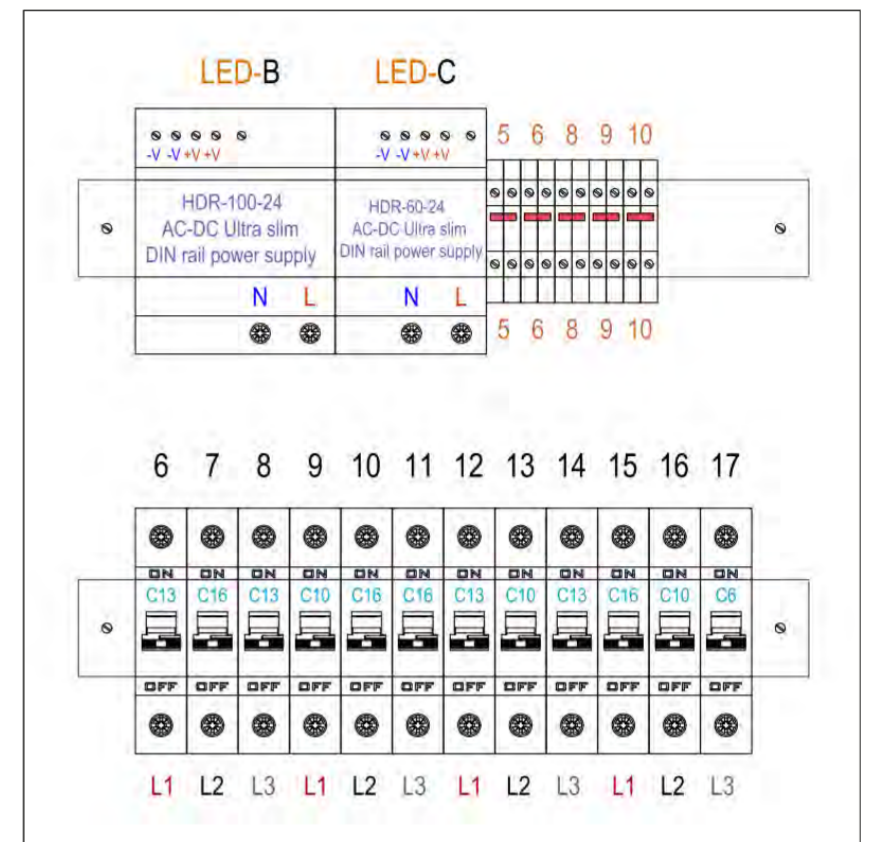 LED-B LED-C
-V -V +V +V
-V -V +V +V
5 6 8 9 10
HDR-100-24
AC-DC Ultra slim
DIN rail power supply
HDR-60-24
AC-DC Ultra slim
DIN rail power supply
N L
N L
5 6 8 9 10
6 7 8 9 10 11 12 13 14 15 16 17
ON ON ON ON ON ON ON ON ON ON ON ON
C13 C16 C13 C10 C16 C16 C13 C10 C13 C16 C10 C6
OFF OFF OFF OFF OFF OFF OFF OFF OFF OFF OFF OFF
L1 L2 L3 L1 L2 L3 L1 L2 L3 L1 L2 L3